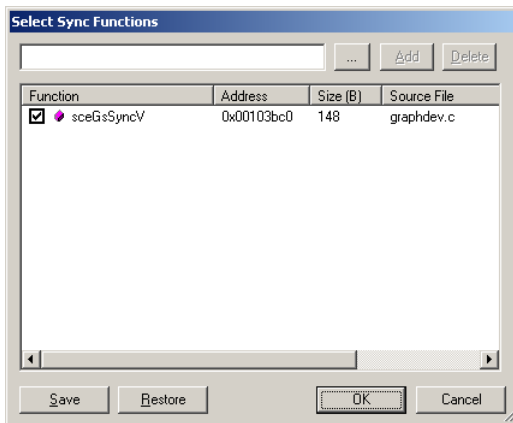 Select Sync Functions
... Add Delete
Function Address Size (B) Source File
sceGsSyncV 0x00103bc0 148 graphdev.c
Save Restore OK Cancel